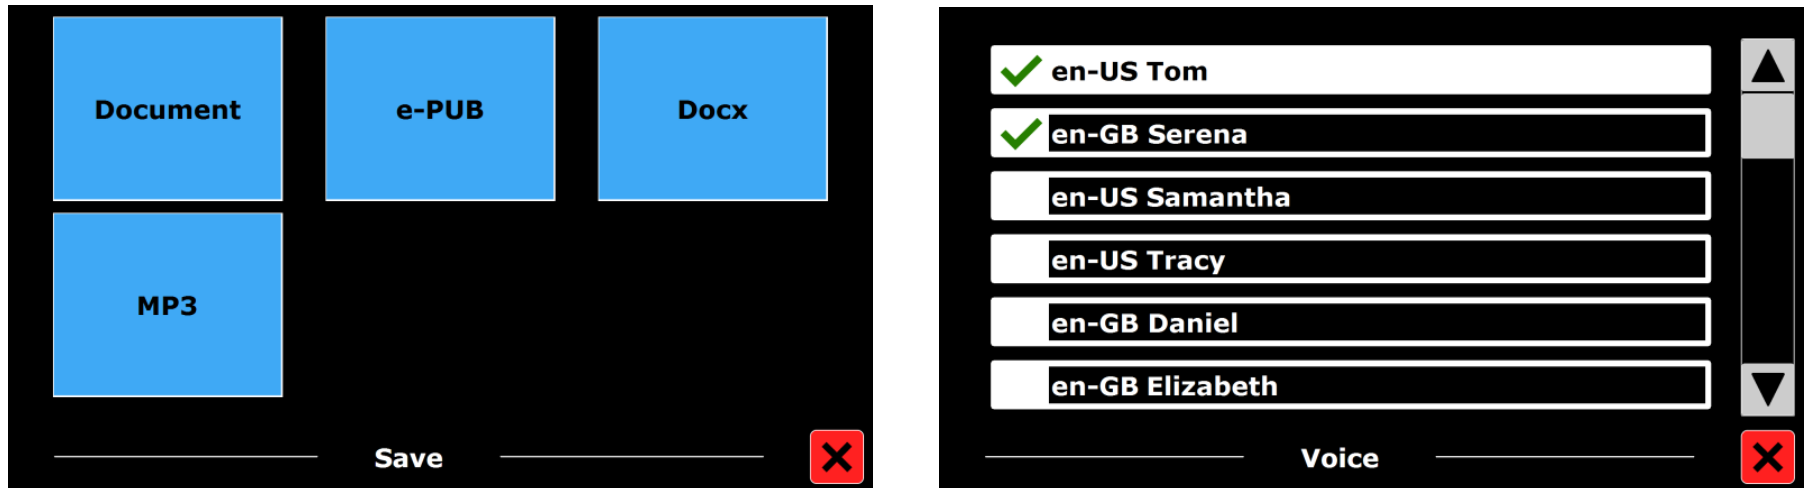 Document
e-PUB
Docx
MP3
Save
en-US Tom
en-GB Serena
en-US Samantha
en-US Tracy
en-GB Daniel
en-GB Elizabeth
Voice